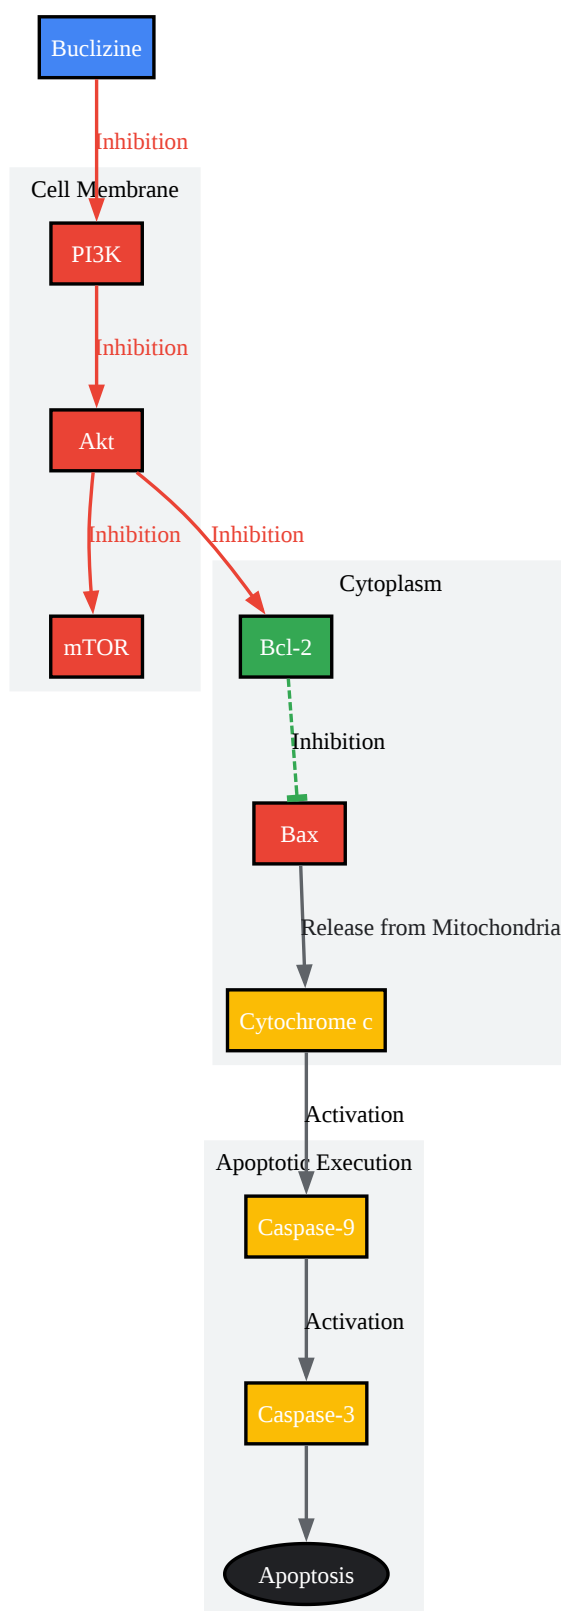 Buclizine
Inhibition
Cell Membrane
PI3K
Inhibition
Akt
Inhibition
Inhibition
Cytoplasm
mTOR
Bcl-2
Inhibition
Bax
Release from Mitochondria
Cytochrome c
Activation
Apoptotic Execution
Caspase-9
Activation
Caspase-3
Apoptosis